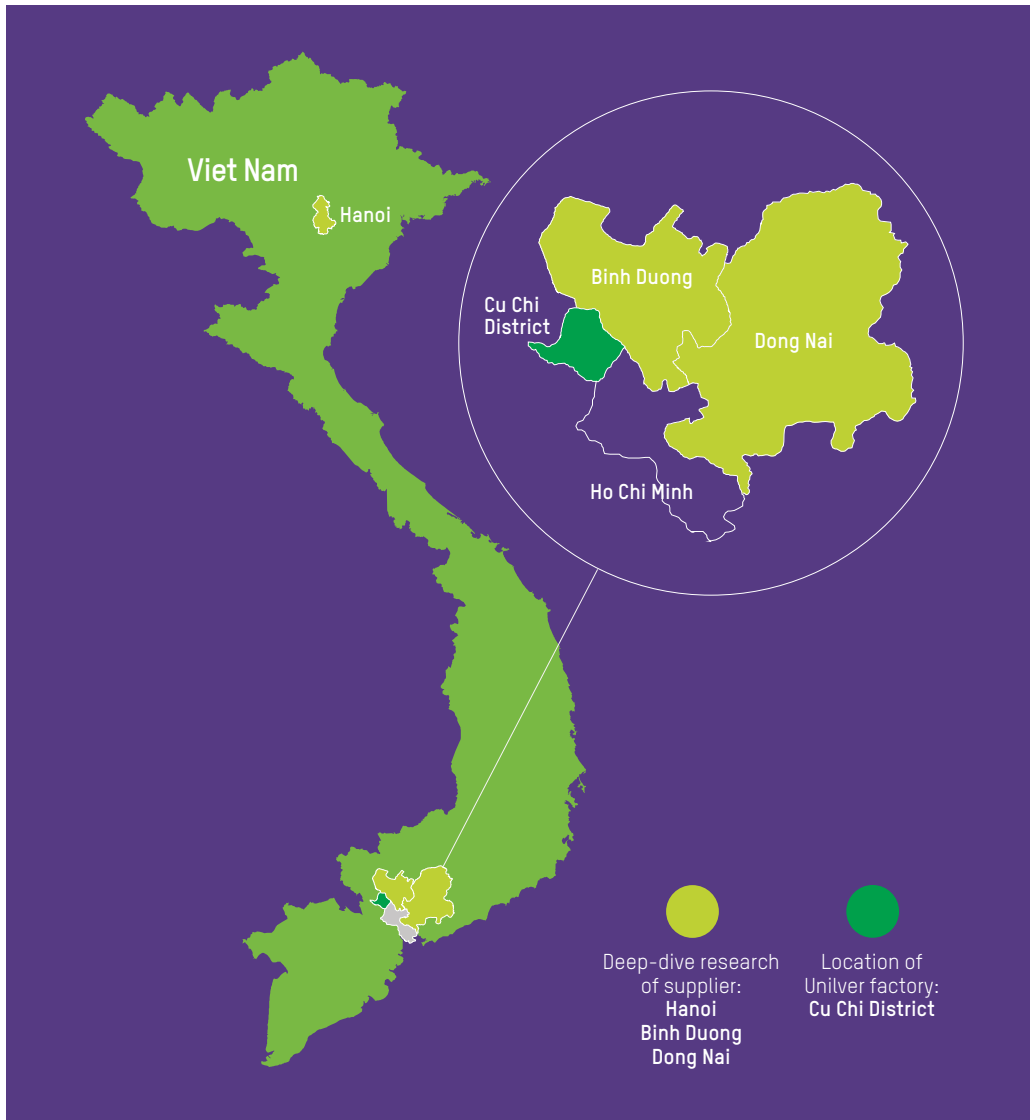 Viet Nam
Hanoi
Binh Duong
Cu Chi
District
Dong Nai
Ho Chi Minh
Deep-dive research
of supplier:
Hanoi
Binh Duong
Dong Nai
Location of
Unilver factory:
Cu Chi District